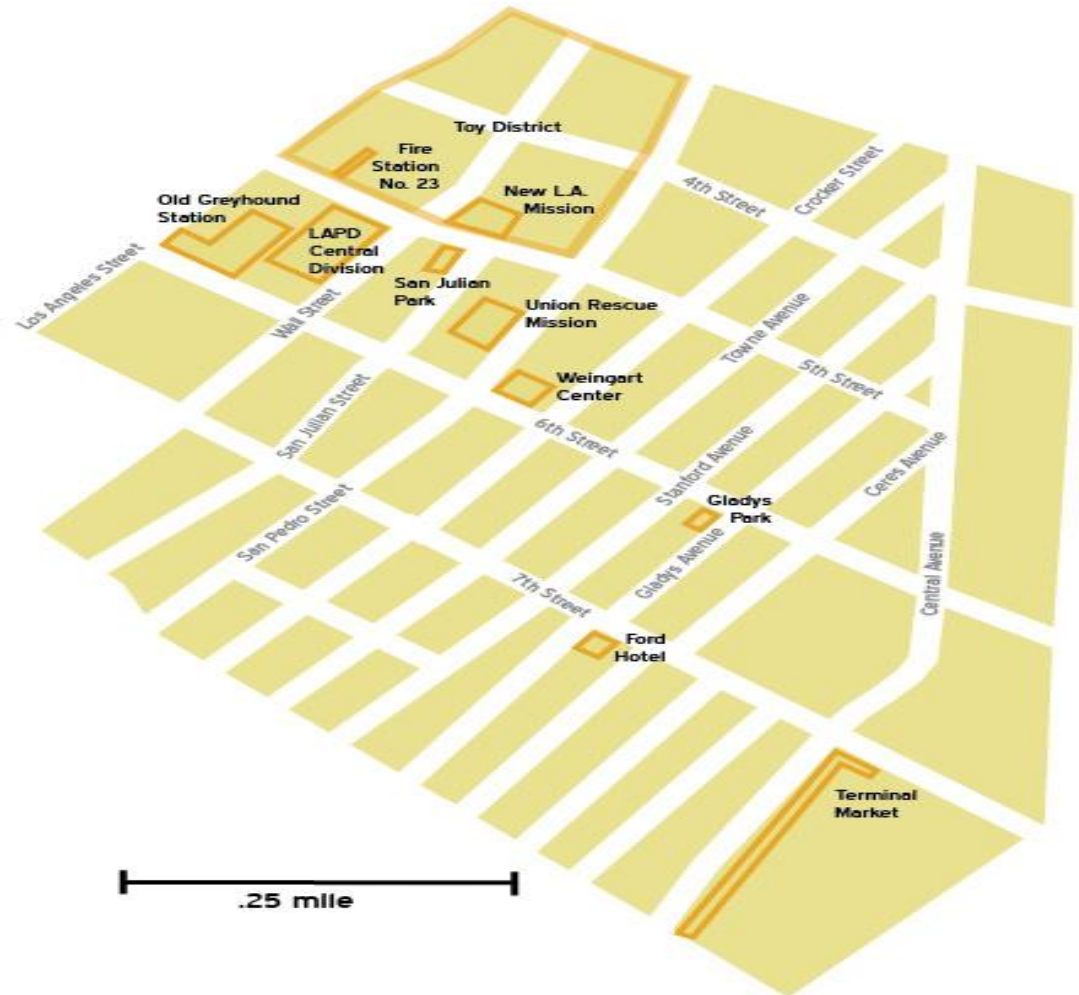 Toy District
Fire
Station
No. 23
New L.A.
Mission
4th Street
Crocker Street
Old Greyhound
Station
LAPD
Central
Division
Los Angeles Street
Wall Street
San Julian
Park
Union Rescue
Mission
Towne Avenue
5th Street
Weingart
Center
San Julian Street
6th Street
Stanford Avenue
Ceres Avenue
Gladys
Park
San Pedro Street
7th Street
Gladys Avenue
Central Avenue
Ford
Hotel
Terminal
Market
.25 mile